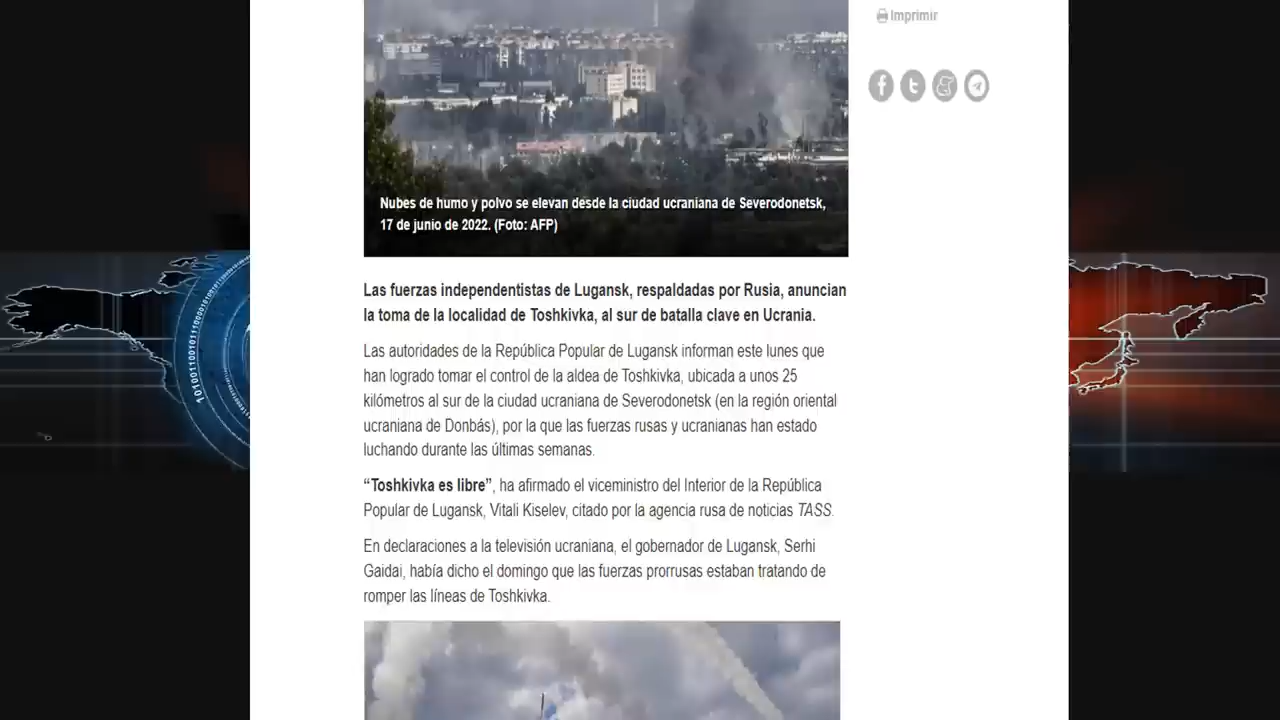 Imprimir
Nubes de humo y polvo se elevan desde la ciudad ucraniana de Severodonetsk,
17 de junio de 2022. (Foto: AFP)
Las fuerzas independentistas de Lugansk, respaldadas por Rusia, anuncian
la toma de la localidad de Toshkivka, al sur de batalla clave en Ucrania.
Las autoridades de la República Popular de Lugansk informan este lunes que
han logrado tomar el control de la aldea de Toshkivka, ubicada a unos 25
kilómetros al sur de la ciudad ucraniana de Severodonetsk (en la región oriental
ucraniana de Donbás), por la que las fuerzas rusas y ucranianas han estado
luchando durante las últimas semanas.
“Toshkivka es libre”, ha afirmado el viceministro del Interior de la República
Popular de Lugansk, Vitali Kiselev, citado por la agencia rusa de noticias TASS.
En declaraciones a la televisión ucraniana, el gobernador de Lugansk, Serhi
Gaidai, había dicho el domingo que las fuerzas prorrusas estaban tratando de
romper las líneas de Toshkivka.